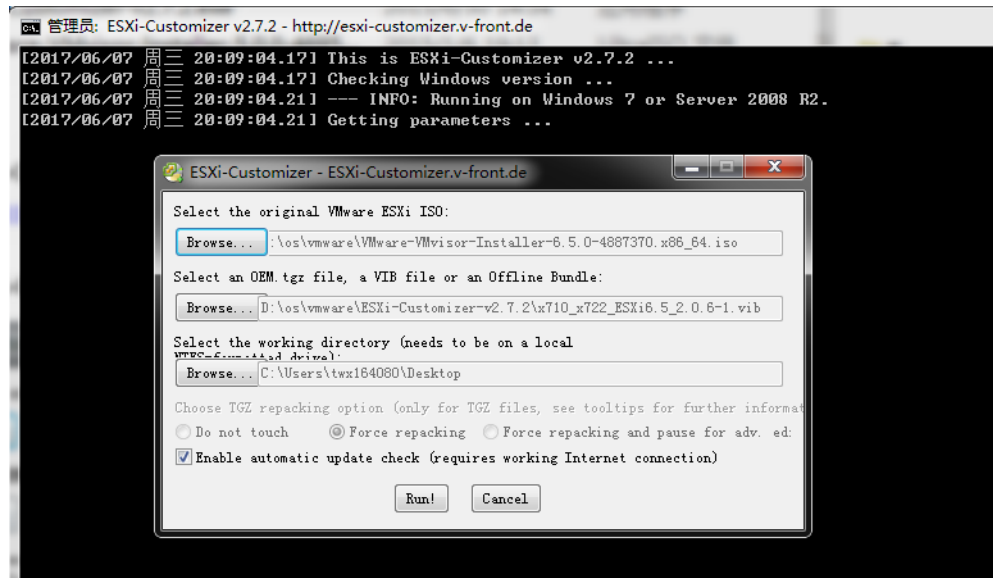 管理员: ESXi-Customizer v2.7.2 - http://esxi-customizer.v-front.de
[2017/06/07 周三 20:09:04.17] This is ESXi-Customizer v2.7.2 ...
[2017/06/07 周三 20:09:04.17] Checking Windows version ...
[2017/06/07 周三 20:09:04.21] --- INFO: Running on Windows 7 or Server 2008 R2.
[2017/06/07 周三 20:09:04.21] Getting parameters ...
ESXi-Customizer - ESXi-Customizer.v-front.de
Select the original VMware ESXi ISO:
Browse... :\os\vmware\VMware-VMvisor-Installer-6.5.0-4887370.x86_64.iso
Select an OEM.tgz file, a VIB file or an Offline Bundle:
Browse... D:\os\vmware\ESXi-Customizer-v2.7.2\x710_x722_ESXi6.5_2.0.6-1.vib
Select the working directory (needs to be on a local
NTFS-formatted drive):
Browse... C:\Users\twx164080\Desktop
Choose TGZ repacking option (only for TGZ files, see tooltips for further informat
Do not touch Force repacking Force repacking and pause for adv. ed:
Enable automatic update check (requires working Internet connection)
Run! Cancel